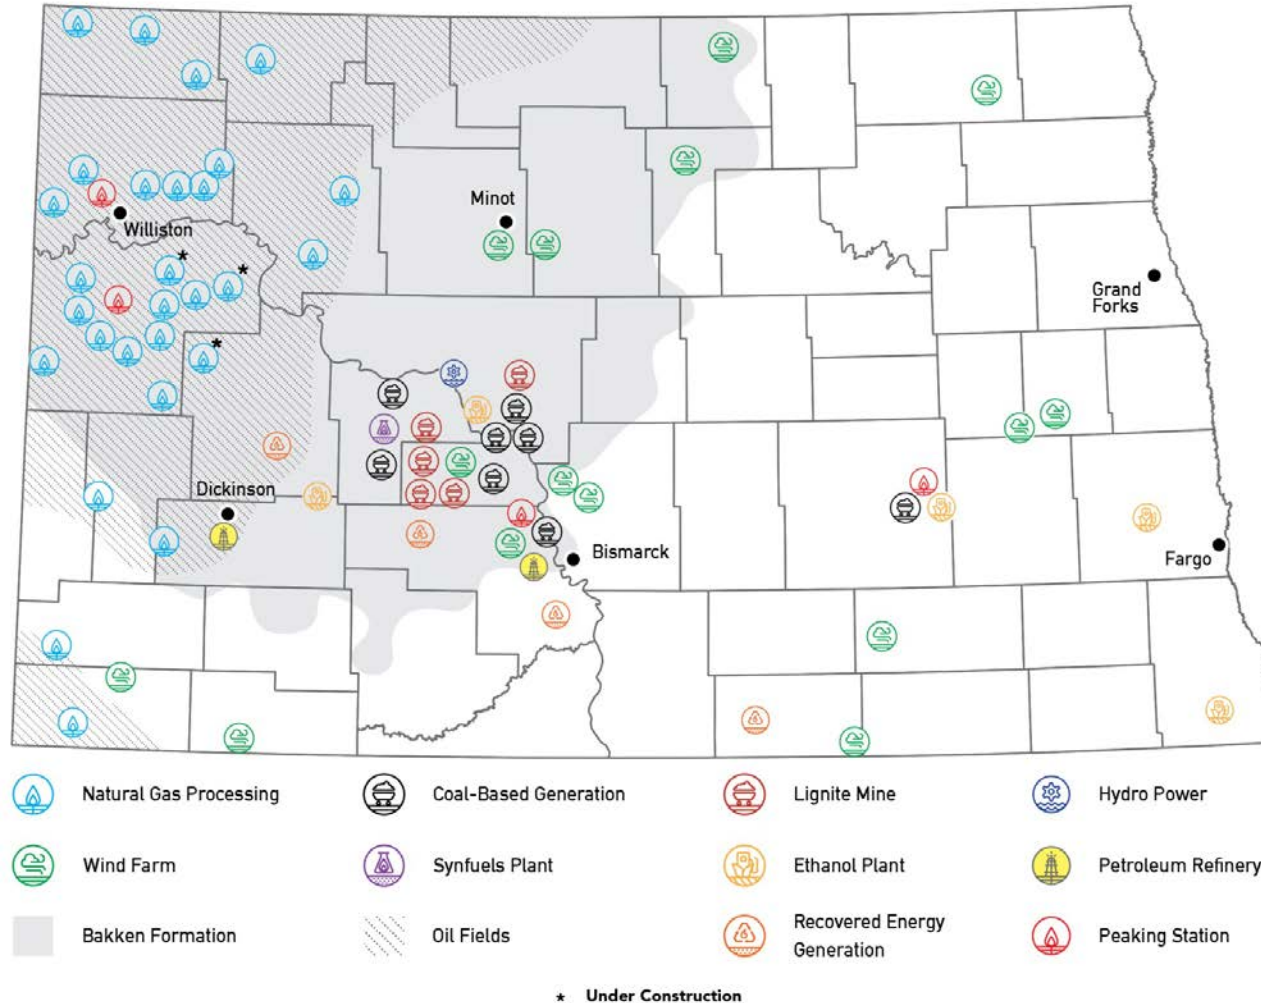 Minot
Williston
*
*
Grand
Forks
*
Dickinson
Bismarck
Fargo
Natural Gas Processing
Coal-Based Generation
Lignite Mine
Hydro Power
Wind Farm
Synfuels Plant
Ethanol Plant
Petroleum Refinery
Bakken Formation
Oil Fields
Recovered Energy
Generation
Peaking Station
* Under Construction